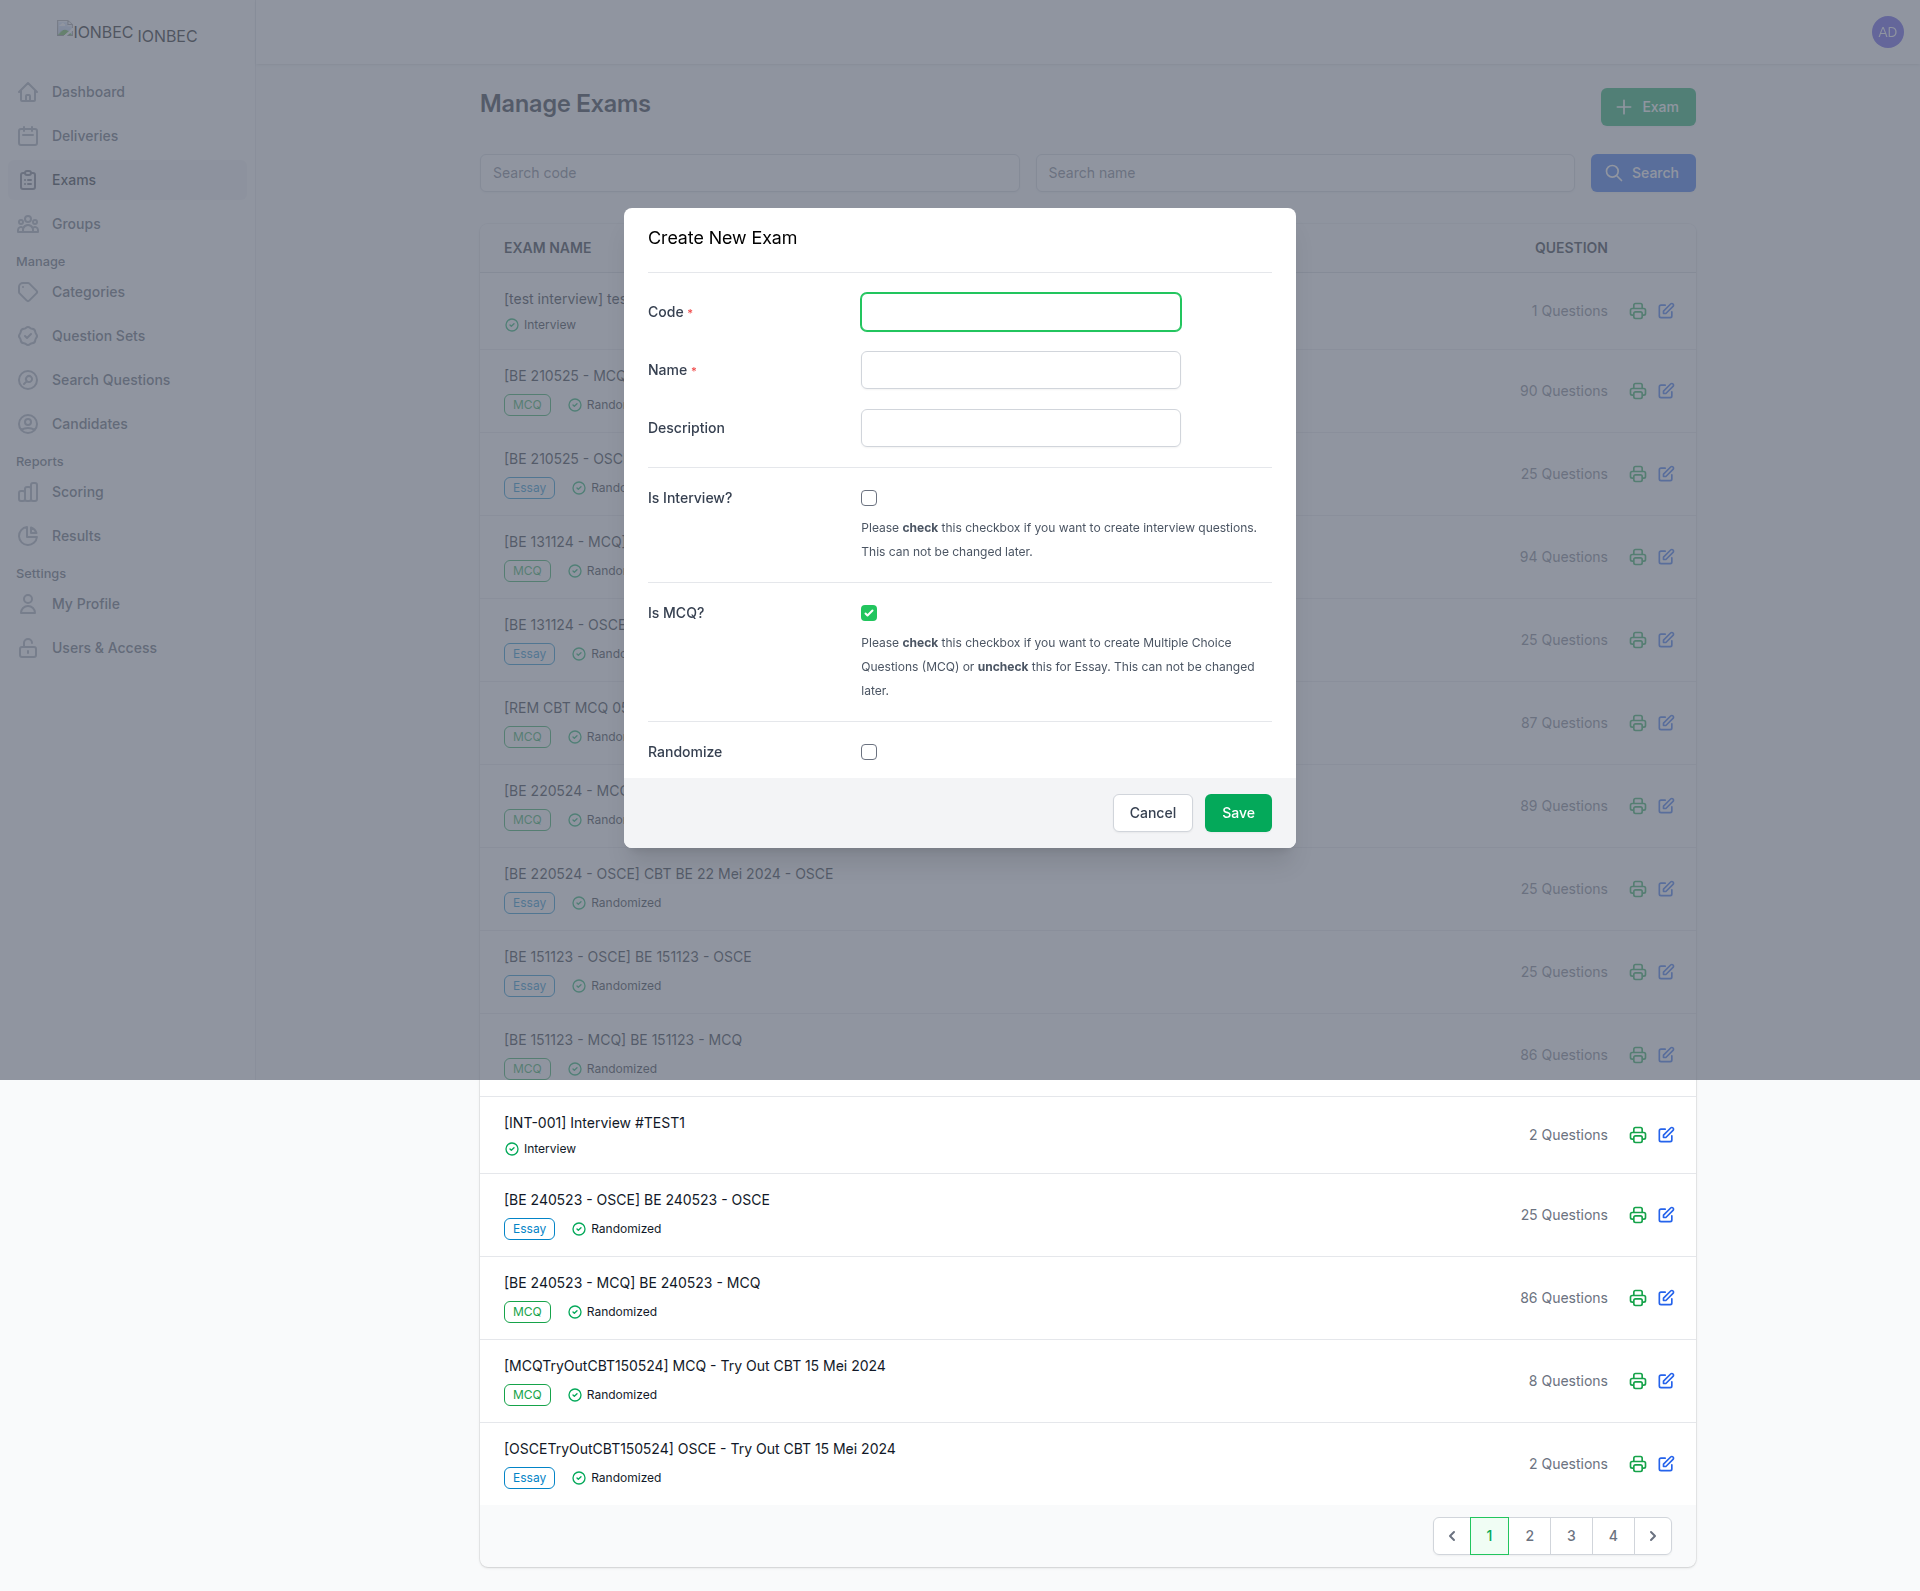 IONBEC IONBEC
AD
Dashboard
Deliveries
Exams
Groups
Manage
Categories
Question Sets
Search Questions
Candidates
Reports
Scoring
Results
Settings
My Profile
Users & Access
Manage Exams
Exam
Search code
Search name
Search
EXAM NAME
QUESTION
[test interview] tes
Interview
1 Questions
[BE 210525 - MCQ
MCQ
Rando
90 Questions
[BE 210525 - OSC
Essay
Rando
25 Questions
[BE 131124 - MCQ]
MCQ
Rando
94 Questions
[BE 131124 - OSCE
Essay
Rando
25 Questions
[REM CBT MCQ 05
MCQ
Rando
87 Questions
[BE 220524 - MCQ
MCQ
Rando
89 Questions
[BE 220524 - OSCE] CBT BE 22 Mei 2024 - OSCE
Essay
Randomized
25 Questions
[BE 151123 - OSCE] BE 151123 - OSCE
Essay
Randomized
25 Questions
[BE 151123 - MCQ] BE 151123 - MCQ
MCQ
Randomized
86 Questions
[INT-001] Interview #TEST1
Interview
2 Questions
[BE 240523 - OSCE] BE 240523 - OSCE
Essay
Randomized
25 Questions
[BE 240523 - MCQ] BE 240523 - MCQ
MCQ
Randomized
86 Questions
[MCQTryOutCBT150524] MCQ - Try Out CBT 15 Mei 2024
MCQ
Randomized
8 Questions
[OSCETryOutCBT150524] OSCE - Try Out CBT 15 Mei 2024
Essay
Randomized
2 Questions
1
2
3
4
Create New Exam
Code *
Name *
Description
Is Interview?
Please check this checkbox if you want to create interview questions.
This can not be changed later.
Is MCQ?
Please check this checkbox if you want to create Multiple Choice
Questions (MCQ) or uncheck this for Essay. This can not be changed
later.
Randomize
Cancel
Save